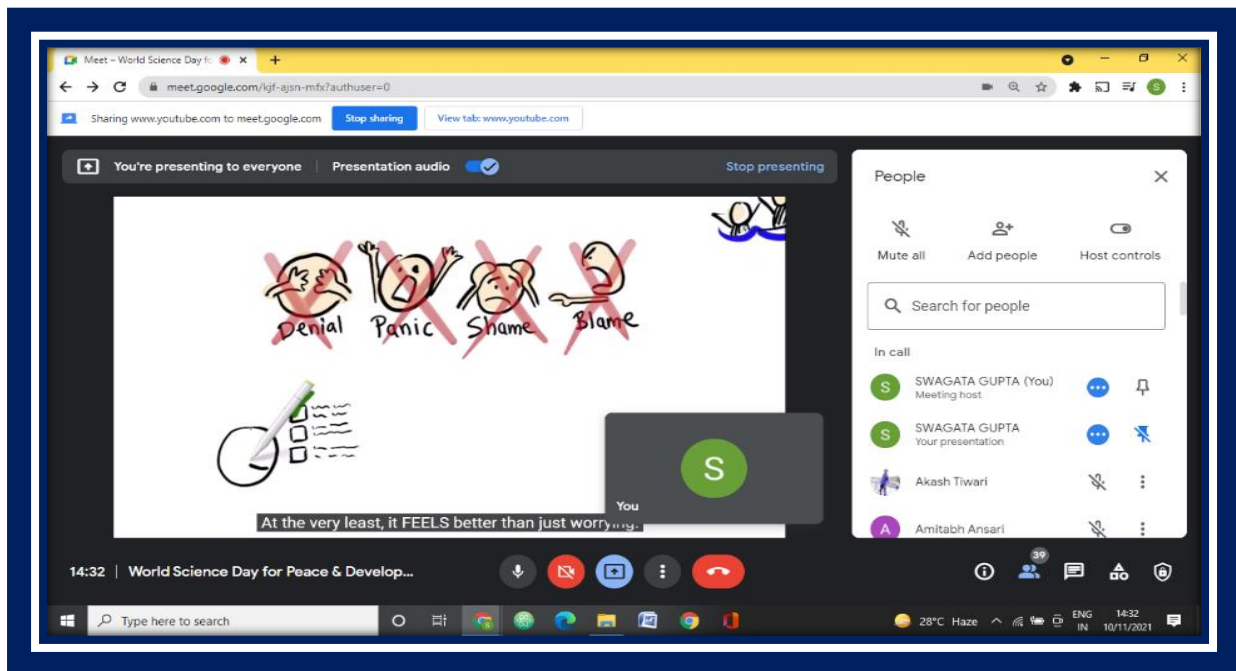 Meet – World Science Day fo
meet.google.com/kjf-ajsn-mfx?authuser=0
S
Sharing www.youtube.com to meet.google.com Stop sharing View tab: www.youtube.com
You're presenting to everyone | Presentation audio Stop presenting
People
Mute all Add people Host controls
Search for people
In call
S SWAGATA GUPTA (You)
Meeting host
S SWAGATA GUPTA
Your presentation
Akash Tiwari
A Amitabh Ansari
Denial Panic Shame Blame
S
You
At the very least, it FEELS better than just worrying.
14:32 | World Science Day for Peace & Develop...
39
Type here to search
28°C Haze
ENG 14:32
IN 10/11/2021